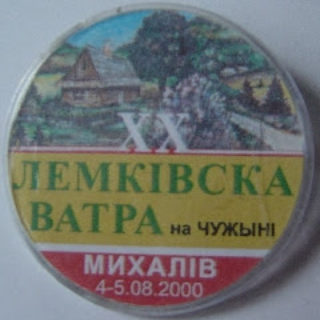 XX
ЛЕМКІВСКА
ВАТРА на ЧУЖЫНІ
МИХАЛІВ
4-5.08.2000